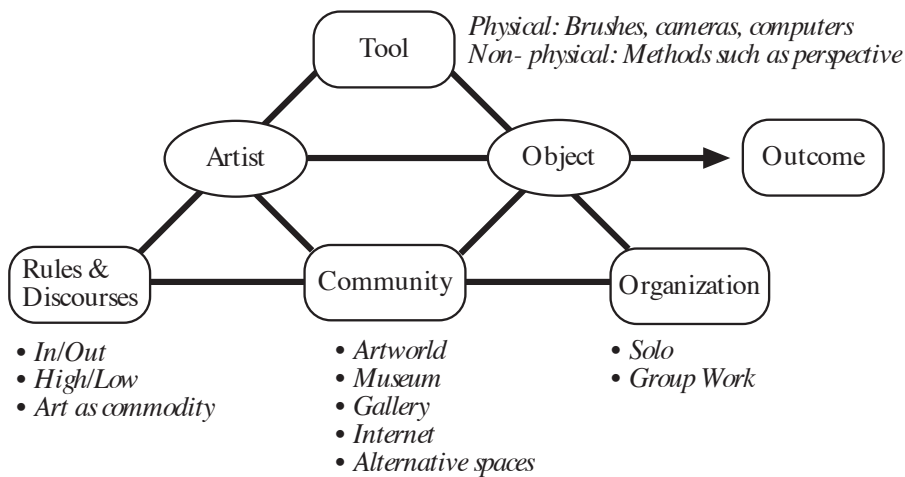 Tool
Physical: Brushes, cameras, computers
Non- physical: Methods such as perspective
Artist
Object
Outcome
Rules &
Discourses
Community
Organization
• In/Out
• High/Low
• Art as commodity
• Artworld
• Museum
• Gallery
• Internet
• Alternative spaces
• Solo
• Group Work